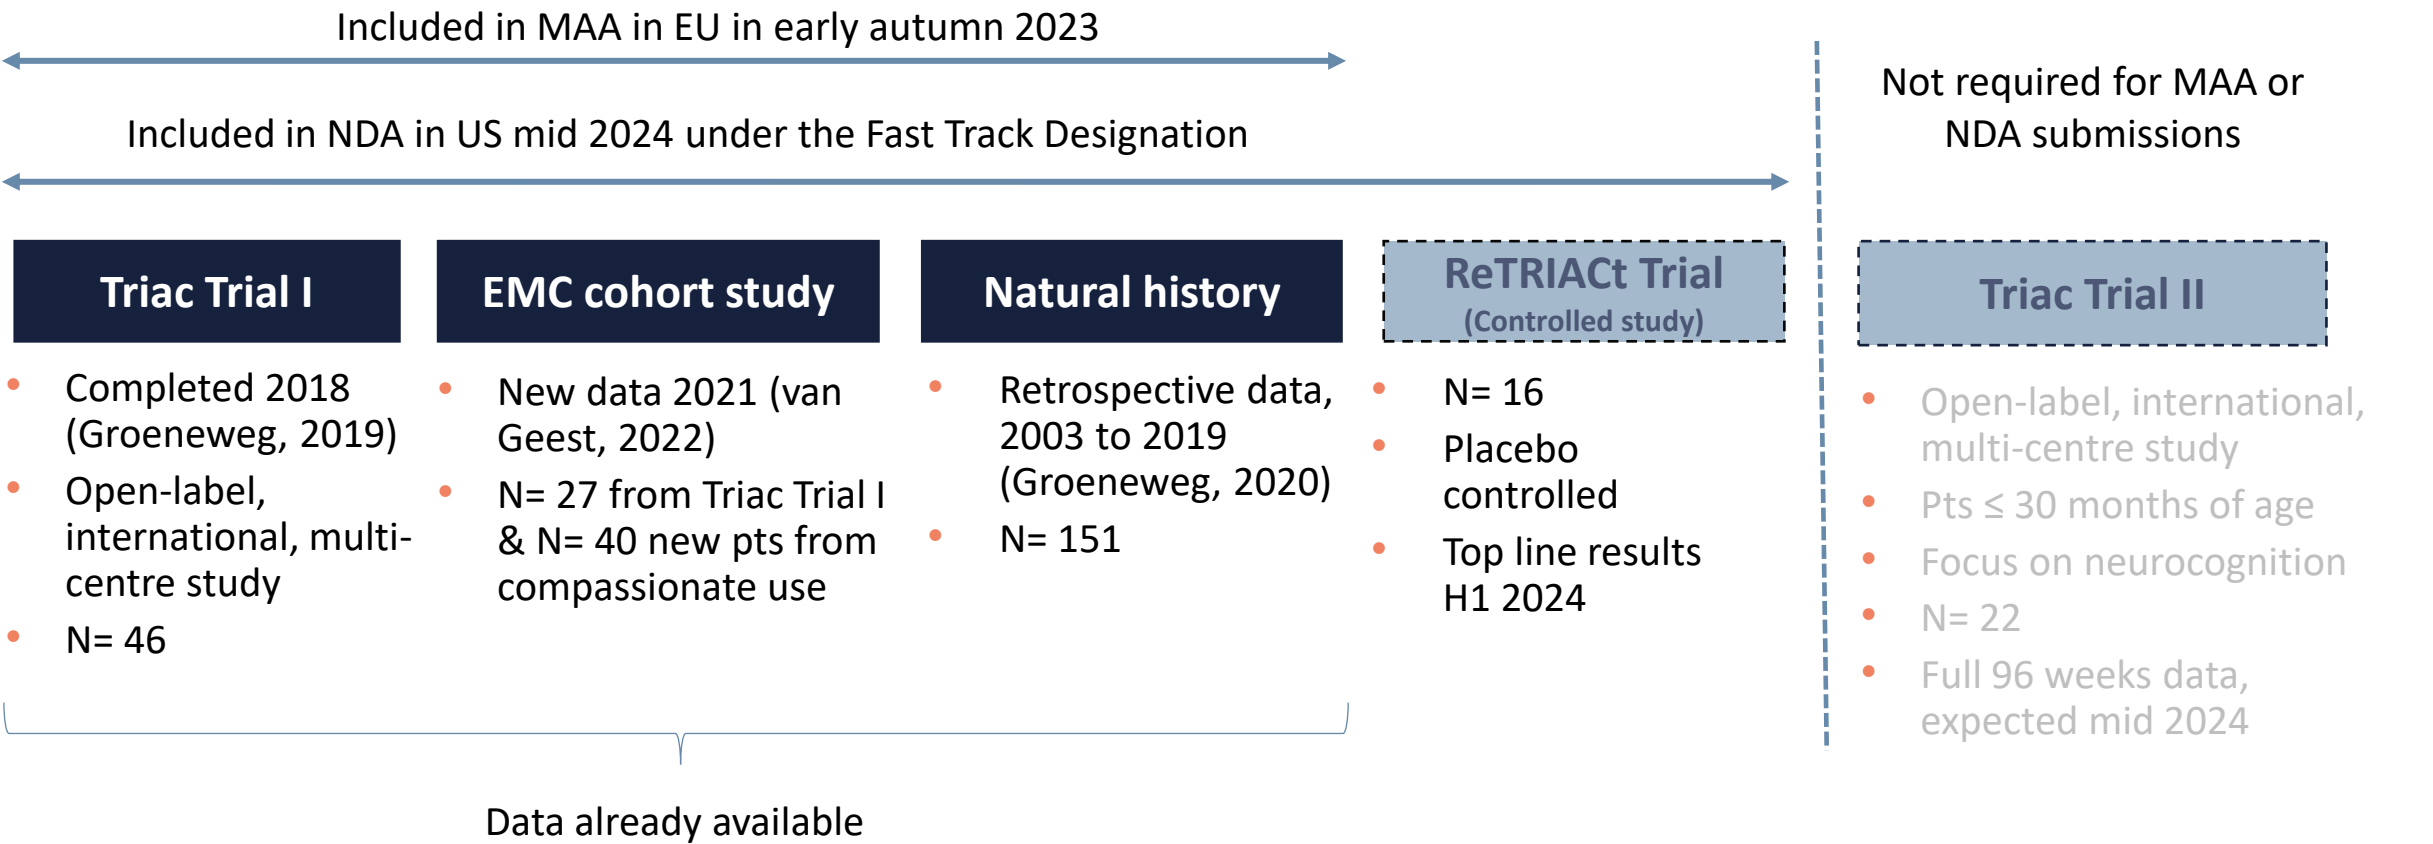 Included in MAA in EU in early autumn 2023
Included in NDA in US mid 2024 under the Fast Track Designation
Not required for MAA or
NDA submissions
Triac Trial I
• Completed 2018
(Groeneweg, 2019)
• Open-label,
international, multi-
centre study
• N= 46
EMC cohort study
• New data 2021 (van
Geest, 2022)
• N= 27 from Triac Trial I
& N= 40 new pts from
compassionate use
Natural history
• Retrospective data,
2003 to 2019
(Groeneweg, 2020)
• N= 151
ReTRIACt Trial
(Controlled study)
• N= 16
• Placebo
controlled
• Top line results
H1 2024
Triac Trial II
• Open-label, international,
multi-centre study
• Pts ≤ 30 months of age
• Focus on neurocognition
• N= 22
• Full 96 weeks data,
expected mid 2024
Data already available